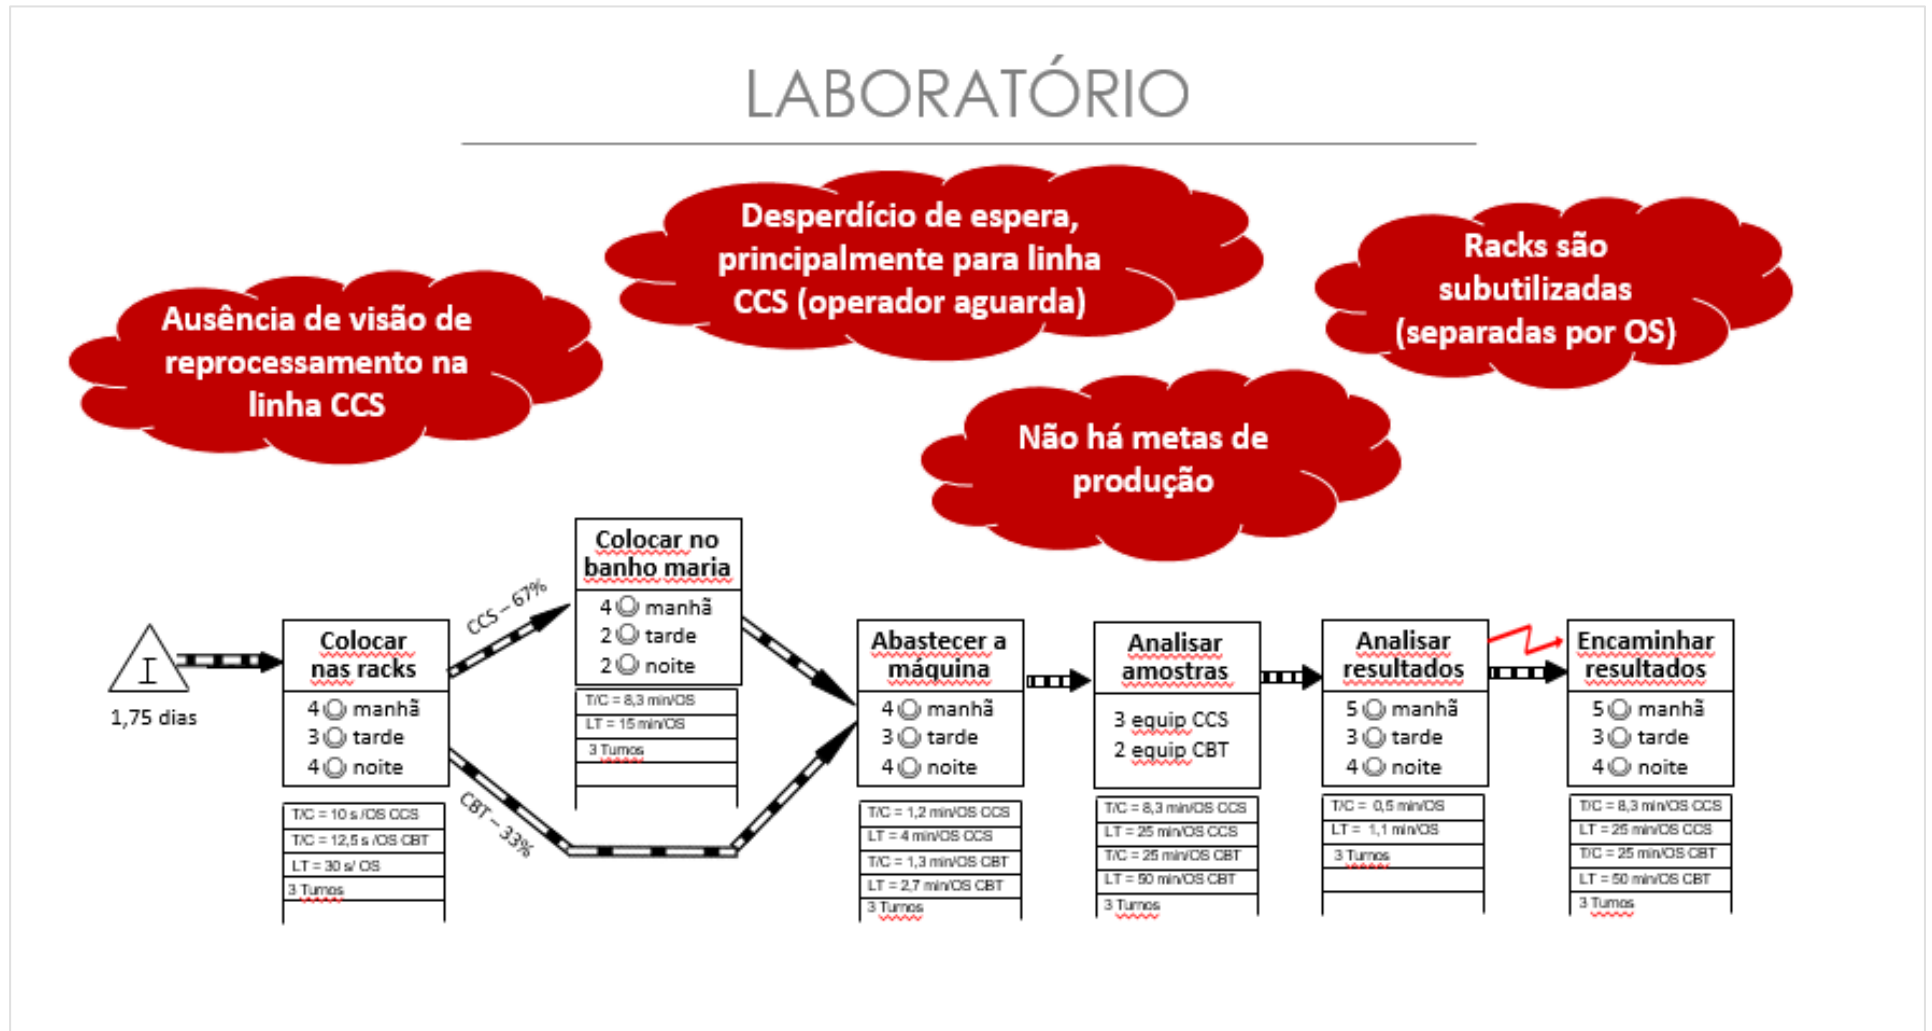 LABORATÓRIO
Desperdício de espera,
principalmente para linha
CCS (operador aguarda)
Racks são
subutilizadas
(separadas por OS)
Ausência de visão de
reprocessamento na
linha CCS
Não há metas de
produção
I
1,75 dias
Colocar
nas racks
4 manhã
3 tarde
4 noite
T/C = 10 s /OS CCS
T/C = 12,5 s /OS CBT
LT = 30 s/ OS
3 Turnos
CCS – 67%
CBT – 33%
Colocar no
banho maria
4 manhã
2 tarde
2 noite
T/C = 8,3 min/OS
LT = 15 min/OS
3 Turnos
Abastecer a
máquina
4 manhã
3 tarde
4 noite
T/C = 1,2 min/OS CCS
LT = 4 min/OS CCS
T/C = 1,3 min/OS CBT
LT = 2,7 min/OS CBT
3 Turnos
Analisar
amostras
3 equip CCS
2 equip CBT
T/C = 8,3 min/OS CCS
LT = 25 min/OS CCS
T/C = 25 min/OS CBT
LT = 50 min/OS CBT
3 Turnos
Analisar
resultados
5 manhã
3 tarde
4 noite
T/C = 0,5 min/OS
LT = 1,1 min/OS
3 Turnos
Encaminhar
resultados
5 manhã
3 tarde
4 noite
T/C = 8,3 min/OS CCS
LT = 25 min/OS CCS
T/C = 25 min/OS CBT
LT = 50 min/OS CBT
3 Turnos